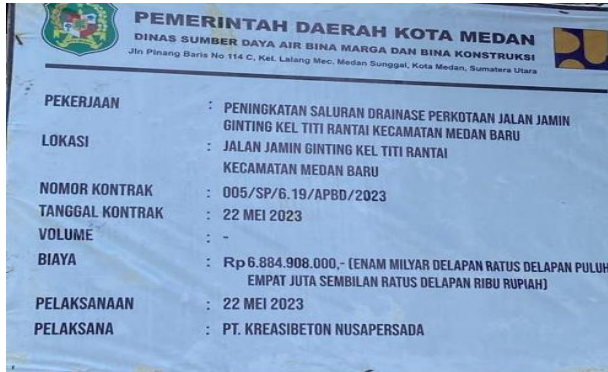 PEMERINTAH DAERAH KOTA MEDAN
DINAS SUMBER DAYA AIR BINA MARGA DAN BINA KONSTRUKSI
Jln Pinang Baris No 114 C, Kel. Lalang Mec. Medan Sunggal, Kota Medan, Sumatera Utara
PEKERJAAN : PENINGKATAN SALURAN DRAINASE PERKOTAAN JALAN JAMIN
GINTING KEL TITI RANTAI KECAMATAN MEDAN BARU
LOKASI : JALAN JAMIN GINTING KEL TITI RANTAI
KECAMATAN MEDAN BARU
NOMOR KONTRAK : 005/SP/6.19/APBD/2023
TANGGAL KONTRAK : 22 MEI 2023
VOLUME : -
BIAYA : Rp 6.884.908.000,- (ENAM MILYAR DELAPAN RATUS DELAPAN PULUH
EMPAT JUTA SEMBILAN RATUS DELAPAN RIBU RUPIAH)
PELAKSANAAN : 22 MEI 2023
PELAKSANA : PT. KREASIBETON NUSAPERSADA